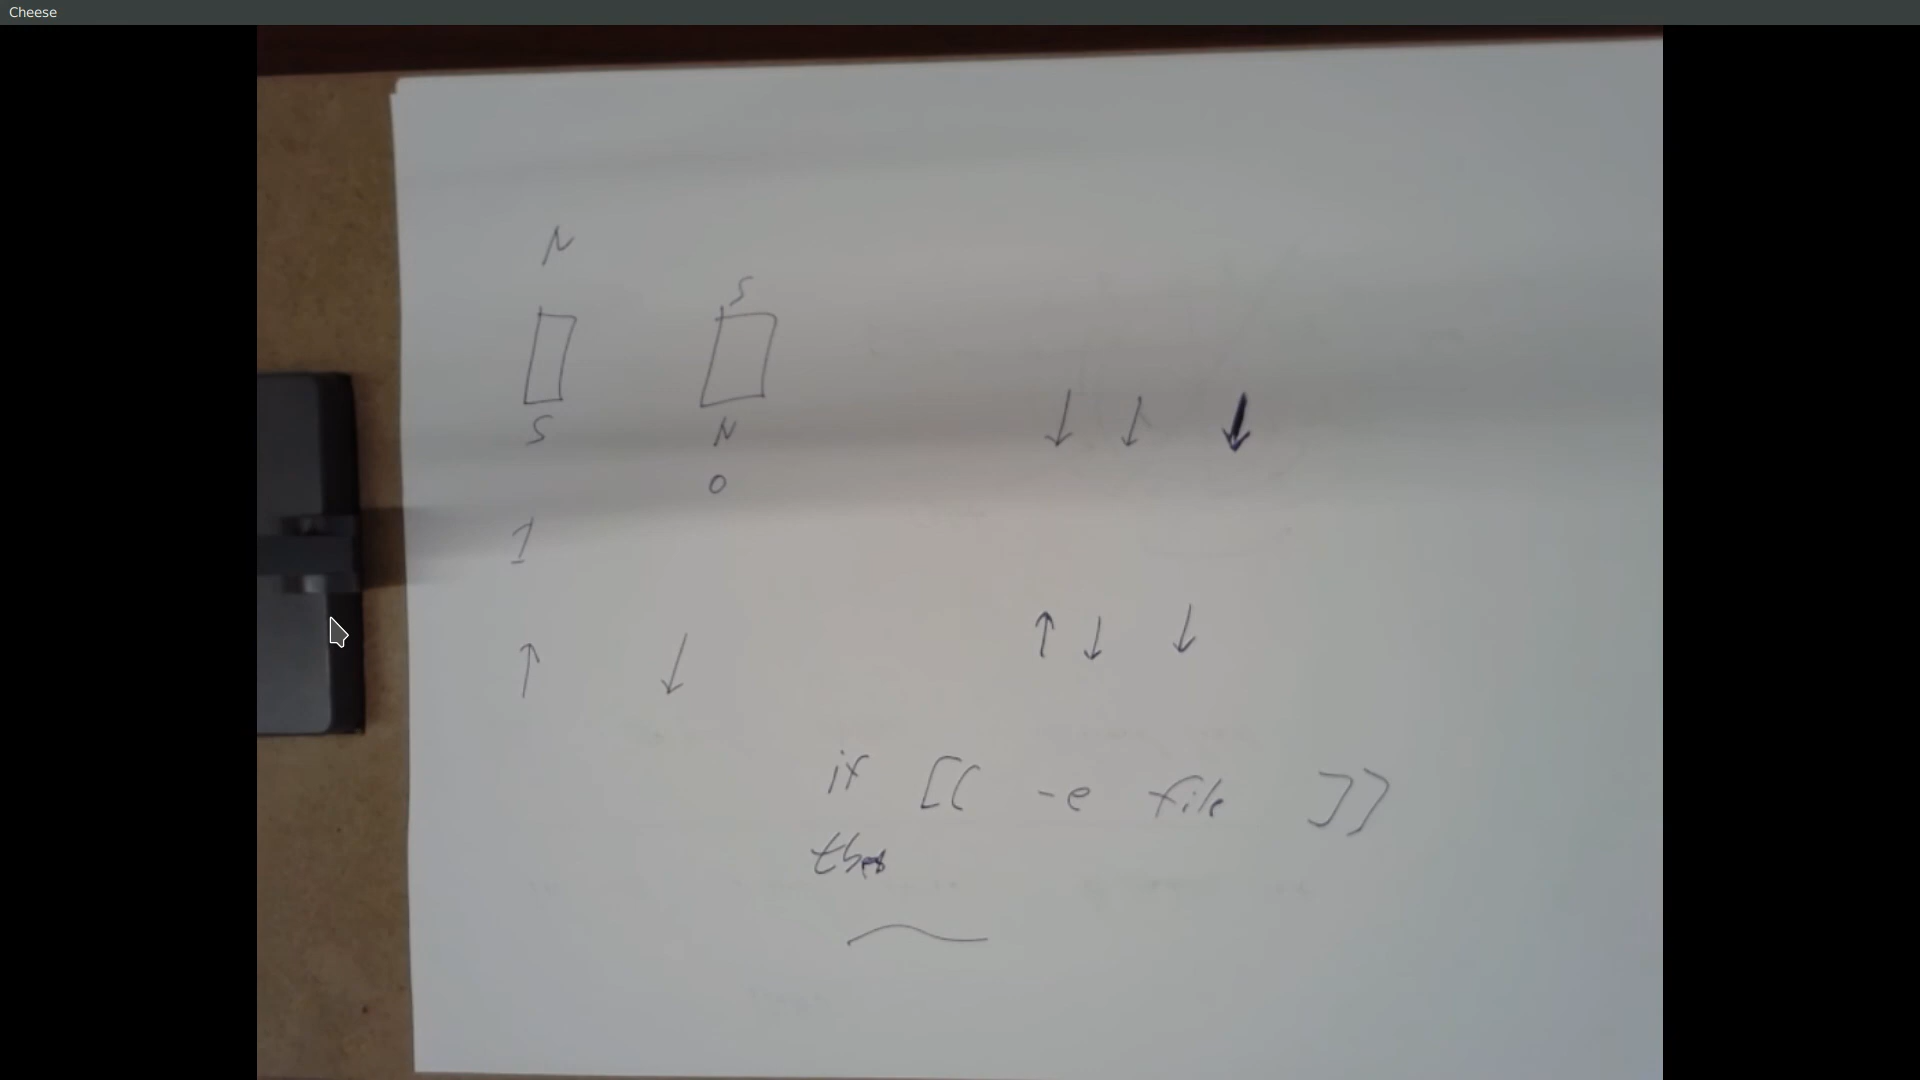 Cheese
N
S
S
N
0
1
↑ ↓
↓ ↓ ↓
↑ ↓ ↓
if [[ -e file ]]
then